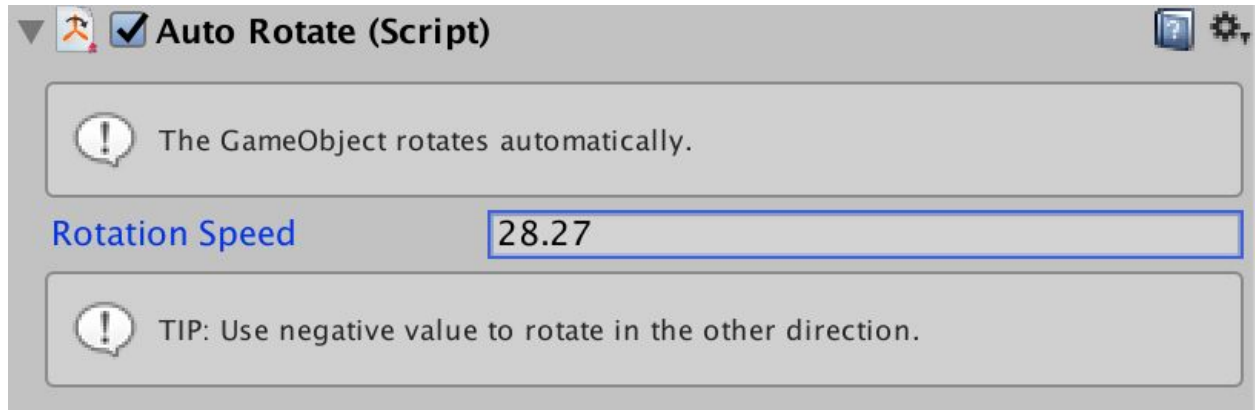 Auto Rotate (Script)
The GameObject rotates automatically.
Rotation Speed 28.27
TIP: Use negative value to rotate in the other direction.